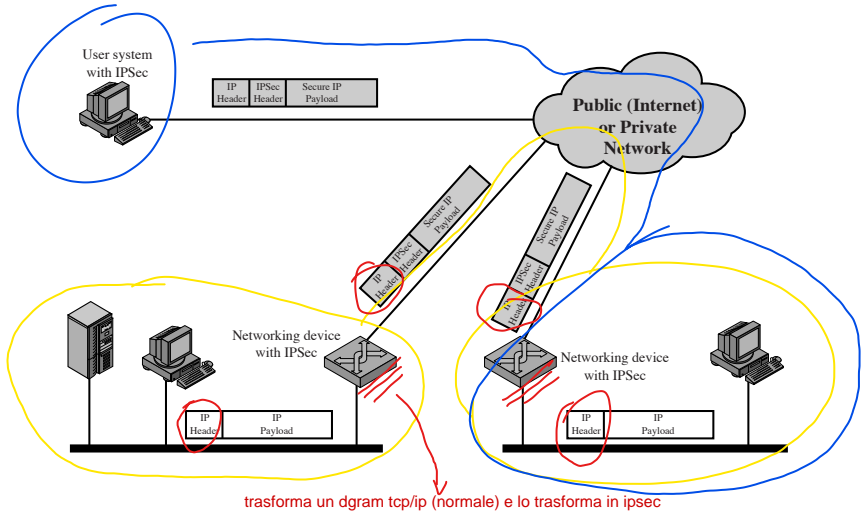 User system
with IPSec
IP
Header
IPSec
Header
Secure IP
Payload
Public (Internet)
or Private
Network
IP
Header
IPSec
Header
Secure IP
Payload
IP
Header
IPSec
Header
Secure IP
Payload
Networking device
with IPSec
Networking device
with IPSec
IP
Header
IP
Payload
IP
Header
IP
Payload
trasforma un dgram tcp/ip (normale) e lo trasforma in ipsec